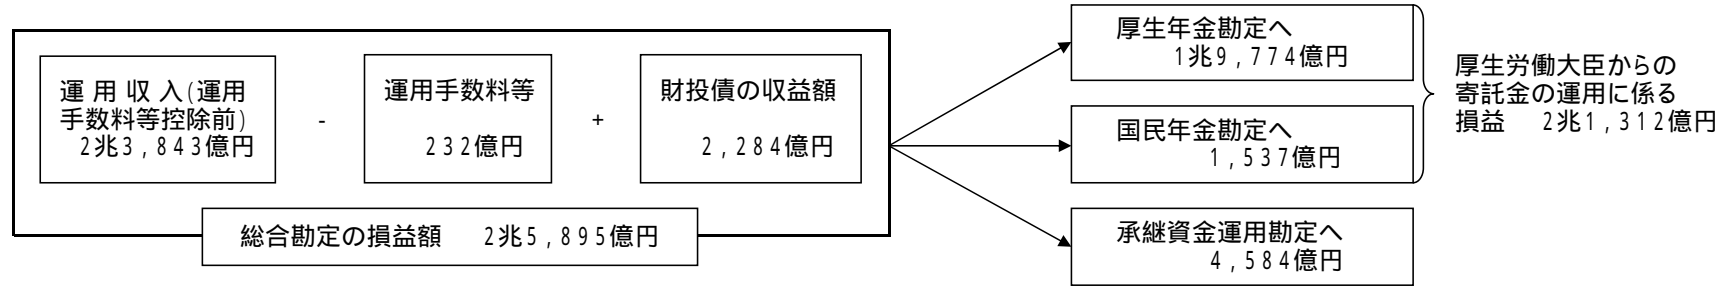 運用収入(運用
手数料等控除前)
2兆3,843億円
-
運用手数料等
232億円
+
財投債の収益額
2,284億円
総合勘定の損益額 2兆5,895億円
厚生年金勘定へ
1兆9,774億円
国民年金勘定へ
1,537億円
承継資金運用勘定へ
4,584億円
厚生労働大臣からの
寄託金の運用に係る
損益 2兆1,312億円